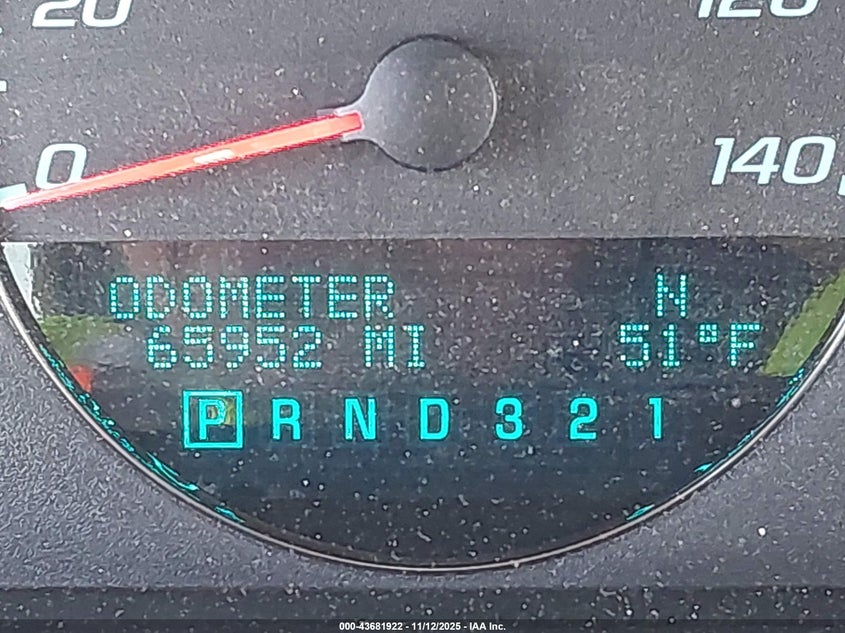 20 120
0 140
ODOMETER N
65952 MI 51°F
P R N D 3 2 1
000-43681922 - 11/12/2025 - IAA Inc.